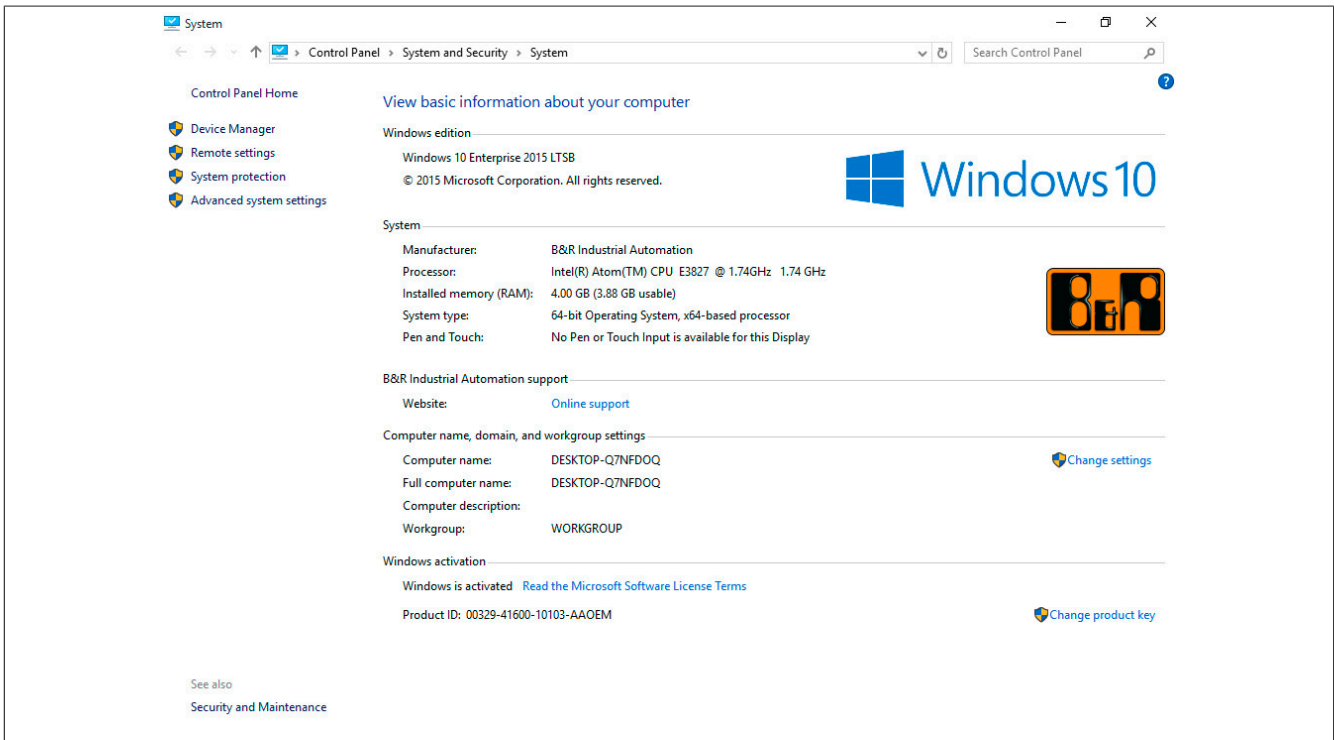 System
Control Panel > System and Security > System
Search Control Panel
?
Control Panel Home
Device Manager
Remote settings
System protection
Advanced system settings
View basic information about your computer
Windows edition
Windows 10 Enterprise 2015 LTSB
© 2015 Microsoft Corporation. All rights reserved.
Windows 10
System
Manufacturer: B&R Industrial Automation
Processor: Intel(R) Atom(TM) CPU E3827 @ 1.74GHz 1.74 GHz
Installed memory (RAM): 4.00 GB (3.88 GB usable)
System type: 64-bit Operating System, x64-based processor
Pen and Touch: No Pen or Touch Input is available for this Display
B&R
B&R Industrial Automation support
Website: Online support
Computer name, domain, and workgroup settings
Computer name: DESKTOP-Q7NFDOQ
Change settings
Full computer name: DESKTOP-Q7NFDOQ
Computer description:
Workgroup: WORKGROUP
Windows activation
Windows is activated Read the Microsoft Software License Terms
Product ID: 00329-41600-10103-AAOEM
Change product key
See also
Security and Maintenance